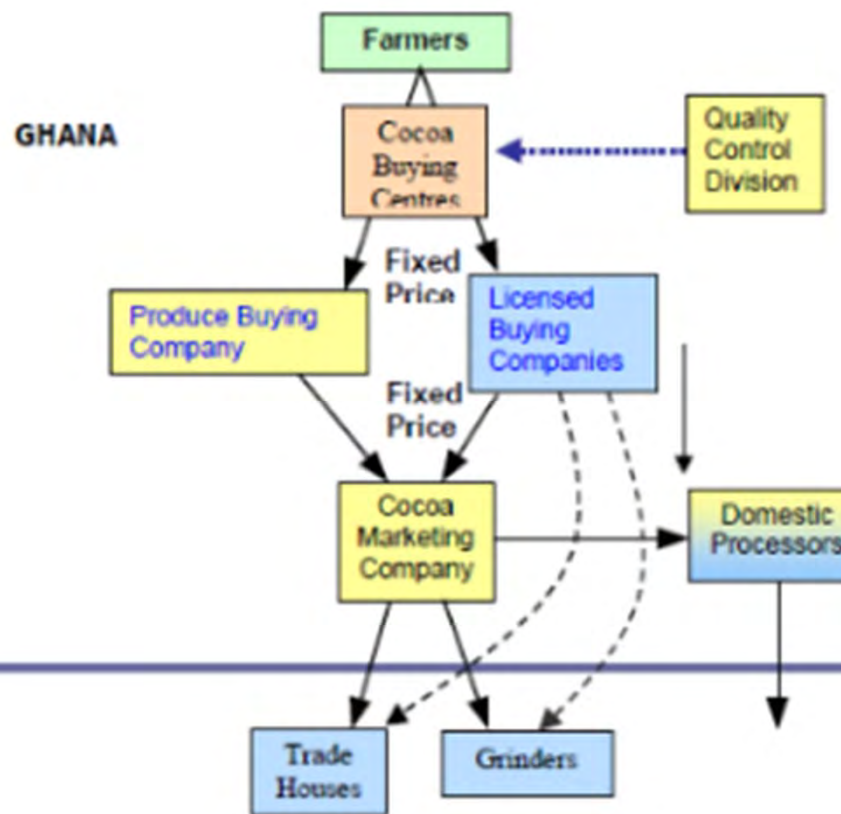 Farmers
GHANA
Cocoa
Buying
Centres
Quality
Control
Division
Fixed
Price
Produce Buying
Company
Licensed
Buying
Companies
Fixed
Price
Cocoa
Marketing
Company
Domestic
Processors
Trade
Houses
Grinders